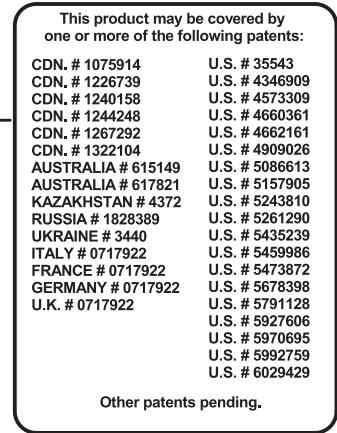 This product may be covered by
one or more of the following patents:
CDN. # 1075914
CDN. # 1226739
CDN. # 1240158
CDN. # 1244248
CDN. # 1267292
CDN. # 1322104
AUSTRALIA # 615149
AUSTRALIA # 617821
KAZAKHSTAN # 4372
RUSSIA # 1828389
UKRAINE # 3440
ITALY # 0717922
FRANCE # 0717922
GERMANY # 0717922
U.K. # 0717922
U.S. # 35543
U.S. # 4346909
U.S. # 4573309
U.S. # 4660361
U.S. # 4662161
U.S. # 4909026
U.S. # 5086613
U.S. # 5157905
U.S. # 5243810
U.S. # 5261290
U.S. # 5435239
U.S. # 5459986
U.S. # 5473872
U.S. # 5678398
U.S. # 5791128
U.S. # 5927606
U.S. # 5970695
U.S. # 5992759
U.S. # 6029429
Other patents pending.